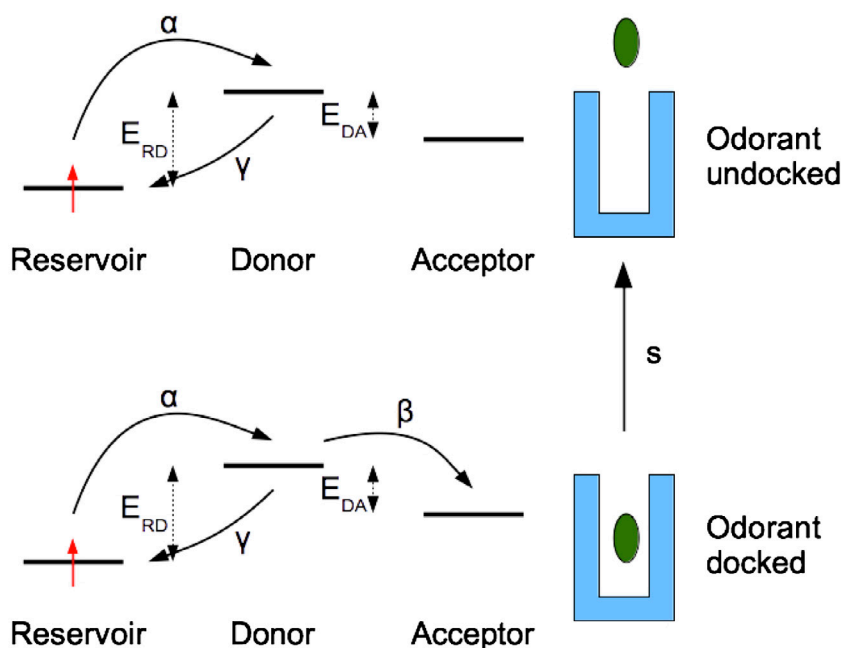 α
E_RD
E_DA
γ
Odorant
undocked
Reservoir Donor Acceptor
s
α
β
E_RD
E_DA
γ
Odorant
docked
Reservoir Donor Acceptor